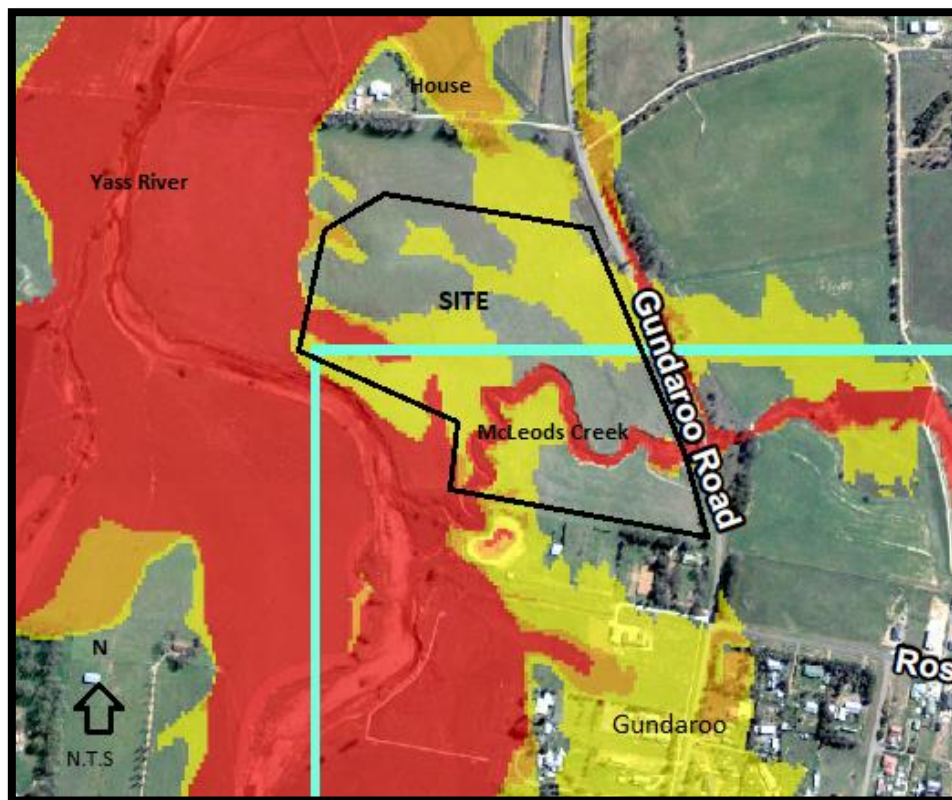 House
Yass River
SITE
Gundaroo Road
McLeods Creek
Ros
N
N.T.S
Gundaroo